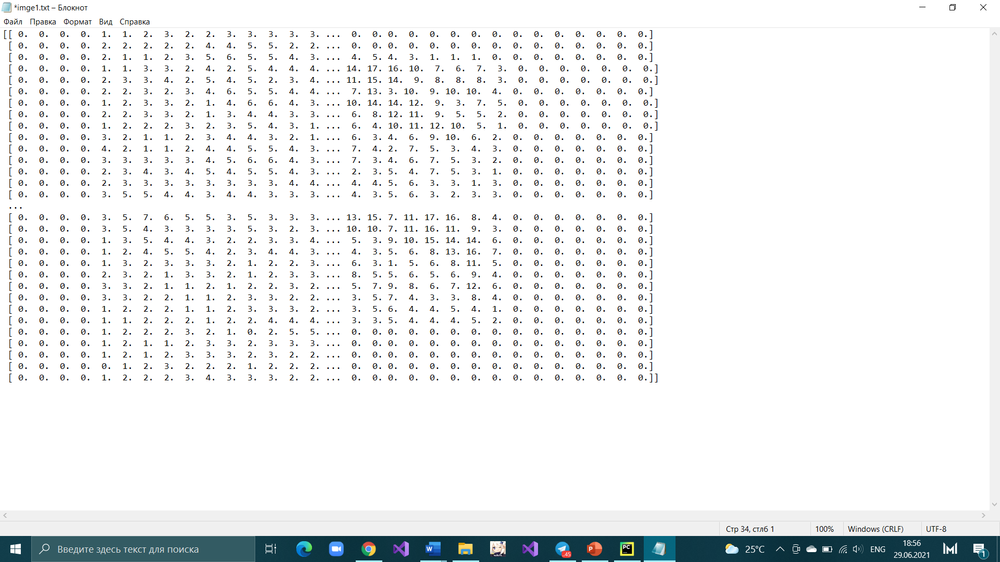 *imge1.txt – Блокнот
Файл Правка Формат Вид Справка
[[ 0. 0. 0. 0. 1. 1. 2. 3. 2. 2. 3. 3. 3. 3. 3. ... 0. 0. 0. 0. 0. 0. 0. 0. 0. 0. 0. 0. 0. 0. 0.]
[ 0. 0. 0. 0. 2. 2. 2. 2. 2. 4. 4. 5. 5. 2. 2. ... 0. 0. 0. 0. 0. 0. 0. 0. 0. 0. 0. 0. 0. 0. 0.]
[ 0. 0. 0. 0. 2. 1. 1. 2. 3. 5. 6. 5. 5. 4. 3. ... 4. 5. 4. 3. 1. 1. 1. 0. 0. 0. 0. 0. 0. 0. 0.]
[ 0. 0. 0. 0. 1. 1. 3. 3. 2. 4. 2. 5. 4. 4. 4. ... 14. 17. 16. 10. 7. 6. 7. 3. 0. 0. 0. 0. 0. 0. 0.]
[ 0. 0. 0. 0. 2. 3. 3. 4. 2. 5. 4. 5. 2. 3. 4. ... 11. 15. 14. 9. 8. 8. 8. 3. 0. 0. 0. 0. 0. 0. 0.]
[ 0. 0. 0. 0. 2. 2. 3. 2. 3. 4. 6. 5. 5. 4. 4. ... 7. 13. 3. 10. 9. 10. 10. 4. 0. 0. 0. 0. 0. 0. 0.]
[ 0. 0. 0. 0. 1. 2. 3. 3. 2. 1. 4. 6. 6. 4. 3. ... 10. 14. 14. 12. 9. 3. 7. 5. 0. 0. 0. 0. 0. 0. 0.]
[ 0. 0. 0. 0. 2. 2. 3. 3. 2. 1. 3. 4. 4. 3. 3. ... 6. 8. 12. 11. 9. 5. 5. 2. 0. 0. 0. 0. 0. 0. 0.]
[ 0. 0. 0. 0. 1. 2. 2. 2. 3. 2. 3. 5. 4. 3. 1. ... 6. 4. 10. 11. 12. 10. 5. 1. 0. 0. 0. 0. 0. 0. 0.]
[ 0. 0. 0. 0. 3. 2. 1. 1. 2. 3. 4. 4. 3. 2. 1. ... 6. 3. 4. 6. 9. 10. 6. 2. 0. 0. 0. 0. 0. 0. 0.]
[ 0. 0. 0. 0. 4. 2. 1. 1. 2. 4. 4. 5. 5. 4. 3. ... 7. 4. 2. 7. 5. 3. 4. 3. 0. 0. 0. 0. 0. 0. 0.]
[ 0. 0. 0. 0. 3. 3. 3. 3. 3. 4. 5. 6. 6. 4. 3. ... 7. 3. 4. 6. 7. 5. 3. 2. 0. 0. 0. 0. 0. 0. 0.]
[ 0. 0. 0. 0. 2. 3. 4. 3. 4. 5. 4. 5. 5. 4. 3. ... 2. 3. 5. 4. 7. 5. 3. 1. 0. 0. 0. 0. 0. 0. 0.]
[ 0. 0. 0. 0. 2. 3. 3. 3. 3. 3. 3. 3. 3. 4. 4. ... 4. 4. 5. 6. 3. 3. 1. 3. 0. 0. 0. 0. 0. 0. 0.]
[ 0. 0. 0. 0. 3. 5. 5. 4. 4. 3. 4. 4. 3. 3. 3. ... 4. 3. 5. 6. 3. 2. 3. 3. 0. 0. 0. 0. 0. 0. 0.]
...
[ 0. 0. 0. 0. 3. 5. 7. 6. 5. 5. 3. 5. 3. 3. 3. ... 13. 15. 7. 11. 17. 16. 8. 4. 0. 0. 0. 0. 0. 0. 0.]
[ 0. 0. 0. 0. 3. 5. 4. 3. 3. 3. 3. 5. 3. 2. 3. ... 10. 10. 7. 11. 16. 11. 9. 3. 0. 0. 0. 0. 0. 0. 0.]
[ 0. 0. 0. 0. 1. 3. 5. 4. 4. 3. 2. 2. 3. 3. 4. ... 5. 3. 9. 10. 15. 14. 14. 6. 0. 0. 0. 0. 0. 0. 0.]
[ 0. 0. 0. 0. 1. 2. 4. 5. 5. 4. 2. 3. 4. 4. 3. ... 4. 3. 5. 6. 8. 13. 16. 7. 0. 0. 0. 0. 0. 0. 0.]
[ 0. 0. 0. 0. 1. 3. 2. 3. 3. 3. 2. 1. 2. 2. 3. ... 6. 3. 1. 5. 6. 8. 11. 5. 0. 0. 0. 0. 0. 0. 0.]
[ 0. 0. 0. 0. 2. 3. 2. 1. 3. 3. 2. 1. 2. 3. 3. ... 8. 5. 5. 6. 5. 6. 9. 4. 0. 0. 0. 0. 0. 0. 0.]
[ 0. 0. 0. 0. 3. 3. 2. 1. 1. 2. 1. 2. 2. 3. 2. ... 5. 7. 9. 8. 6. 7. 12. 6. 0. 0. 0. 0. 0. 0. 0.]
[ 0. 0. 0. 0. 3. 3. 2. 2. 1. 1. 2. 3. 3. 2. 2. ... 3. 5. 7. 4. 3. 3. 8. 4. 0. 0. 0. 0. 0. 0. 0.]
[ 0. 0. 0. 0. 1. 2. 2. 2. 1. 1. 2. 3. 3. 3. 2. ... 3. 5. 6. 4. 4. 5. 4. 1. 0. 0. 0. 0. 0. 0. 0.]
[ 0. 0. 0. 0. 1. 1. 2. 2. 2. 1. 2. 2. 4. 4. 4. ... 3. 3. 5. 4. 4. 4. 5. 2. 0. 0. 0. 0. 0. 0. 0.]
[ 0. 0. 0. 0. 1. 2. 2. 2. 3. 2. 1. 0. 2. 5. 5. ... 0. 0. 0. 0. 0. 0. 0. 0. 0. 0. 0. 0. 0. 0. 0.]
[ 0. 0. 0. 0. 1. 2. 1. 1. 2. 3. 3. 2. 3. 3. 3. ... 0. 0. 0. 0. 0. 0. 0. 0. 0. 0. 0. 0. 0. 0. 0.]
[ 0. 0. 0. 0. 1. 2. 1. 2. 3. 3. 3. 2. 3. 2. 2. ... 0. 0. 0. 0. 0. 0. 0. 0. 0. 0. 0. 0. 0. 0. 0.]
[ 0. 0. 0. 0. 0. 1. 2. 3. 2. 2. 2. 1. 2. 2. 2. ... 0. 0. 0. 0. 0. 0. 0. 0. 0. 0. 0. 0. 0. 0. 0.]
[ 0. 0. 0. 0. 1. 2. 2. 2. 3. 4. 3. 3. 3. 2. 2. ... 0. 0. 0. 0. 0. 0. 0. 0. 0. 0. 0. 0. 0. 0. 0.]]
Стр 34, стлб 1 100% Windows (CRLF) UTF-8
Введите здесь текст для поиска
25°C ENG
18:56
29.06.2021
1